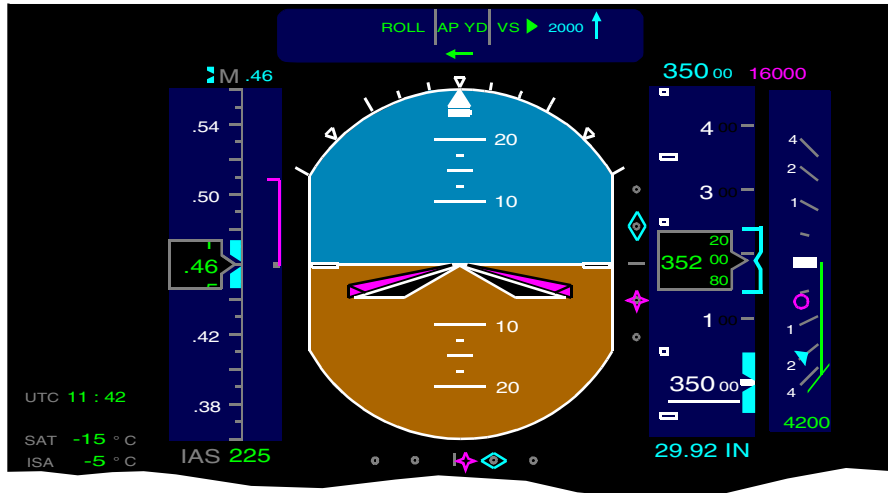 ROLL AP YD VS 2000
M .46
350 00 16000
.54
.50
.46
.42
.38
20
10
10
20
4 00
3 00
20
352 00
80
1 00
350 00
4
2
1
1
2
4
4200
UTC 11 : 42
SAT -15 ° C
ISA -5 ° C
IAS 225
29.92 IN